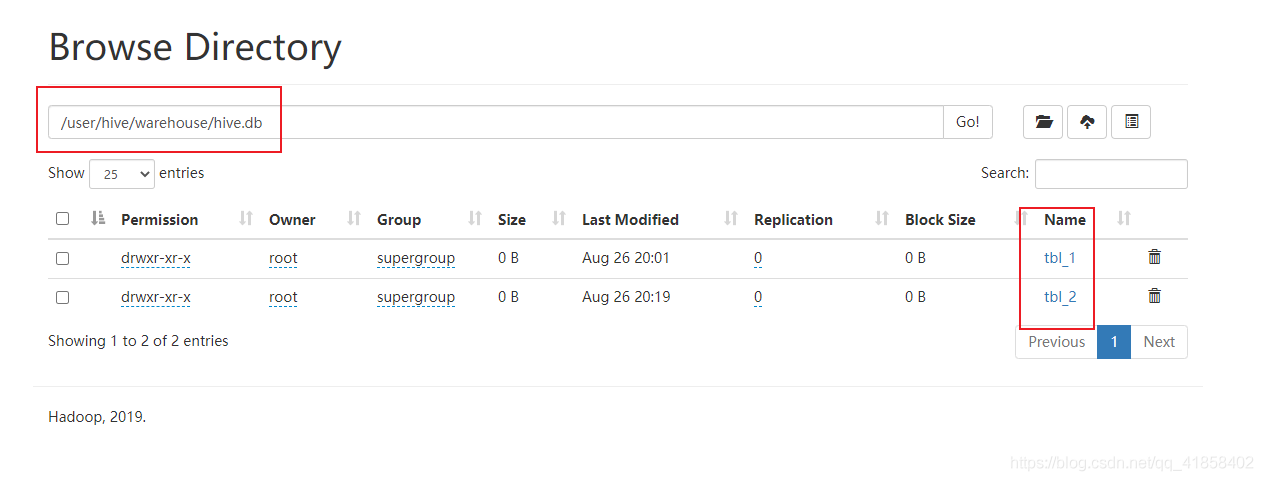 Browse Directory
/user/hive/warehouse/hive.db Go!
Show 25 entries Search:
Permission Owner Group Size Last Modified Replication Block Size Name
drwxr-xr-x root supergroup 0 B Aug 26 20:01 0 0 B tbl_1
drwxr-xr-x root supergroup 0 B Aug 26 20:19 0 0 B tbl_2
Showing 1 to 2 of 2 entries Previous 1 Next
Hadoop, 2019.
https://blog.csdn.net/qq_41858402